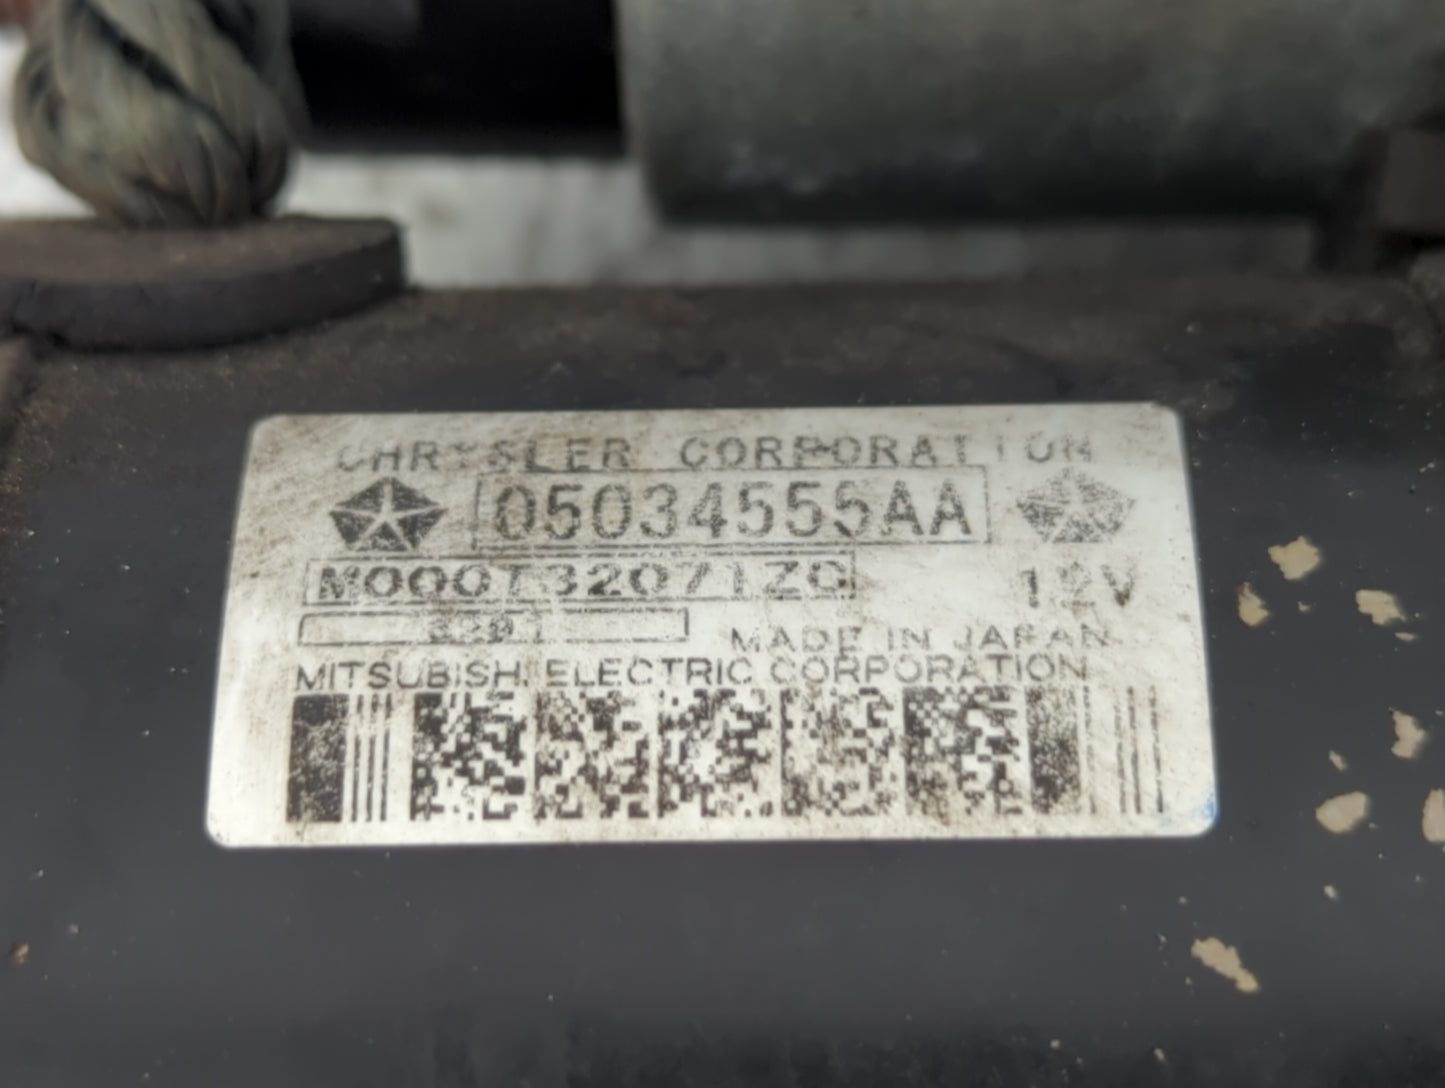 CHRYSLER CORPORATION
05034555AA
M000T32071ZC 12V
MADE IN JAPAN
MITSUBISHI ELECTRIC CORPORATION